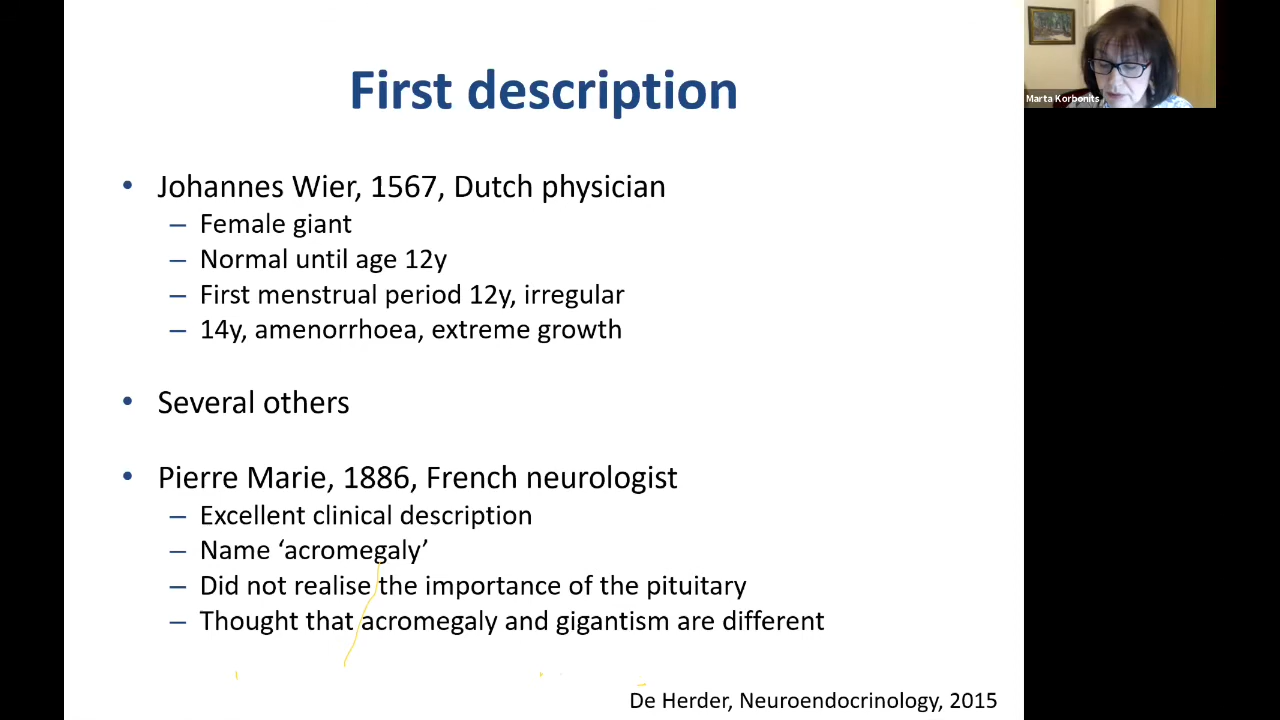 First description
Marta Korbonits
• Johannes Wier, 1567, Dutch physician
– Female giant
– Normal until age 12y
– First menstrual period 12y, irregular
– 14y, amenorrhoea, extreme growth
• Several others
• Pierre Marie, 1886, French neurologist
– Excellent clinical description
– Name ‘acromegaly’
– Did not realise the importance of the pituitary
– Thought that acromegaly and gigantism are different
De Herder, Neuroendocrinology, 2015